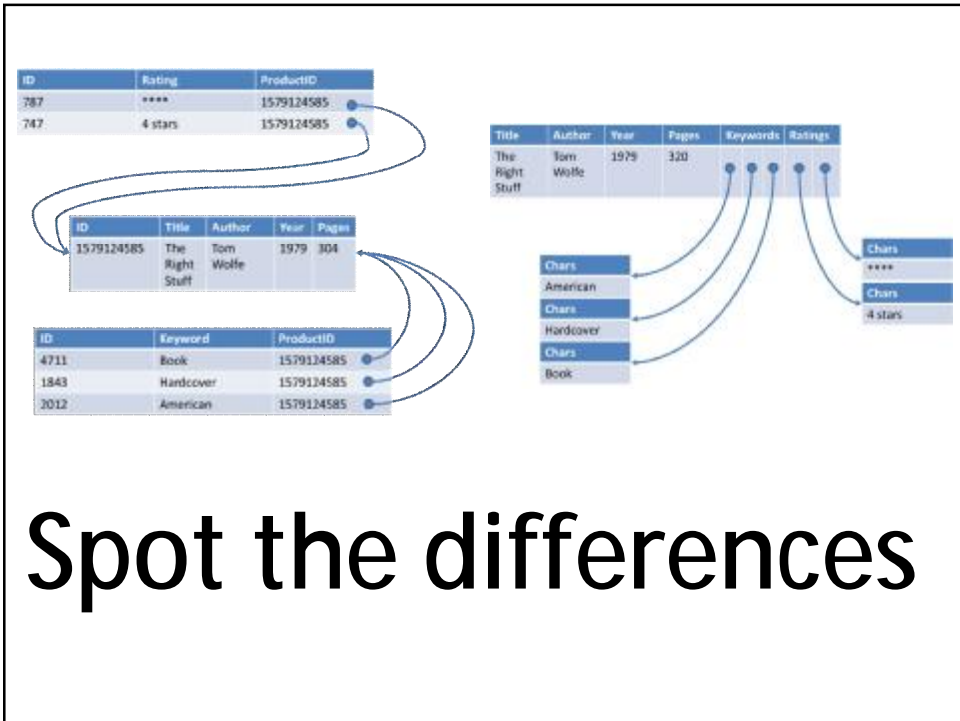 ID Rating ProductID
787 **** 1579124585
747 4 stars 1579124585
ID Title Author Year Pages
1579124585 The Right Stuff Tom Wolfe 1979 304
ID Keyword ProductID
4711 Book 1579124585
1843 Hardcover 1579124585
2012 American 1579124585
Title Author Year Pages Keywords Ratings
The Right Stuff Tom Wolfe 1979 320
Chars
American
Chars
Hardcover
Chars
Book
Chars
****
Chars
4 stars
Spot the differences